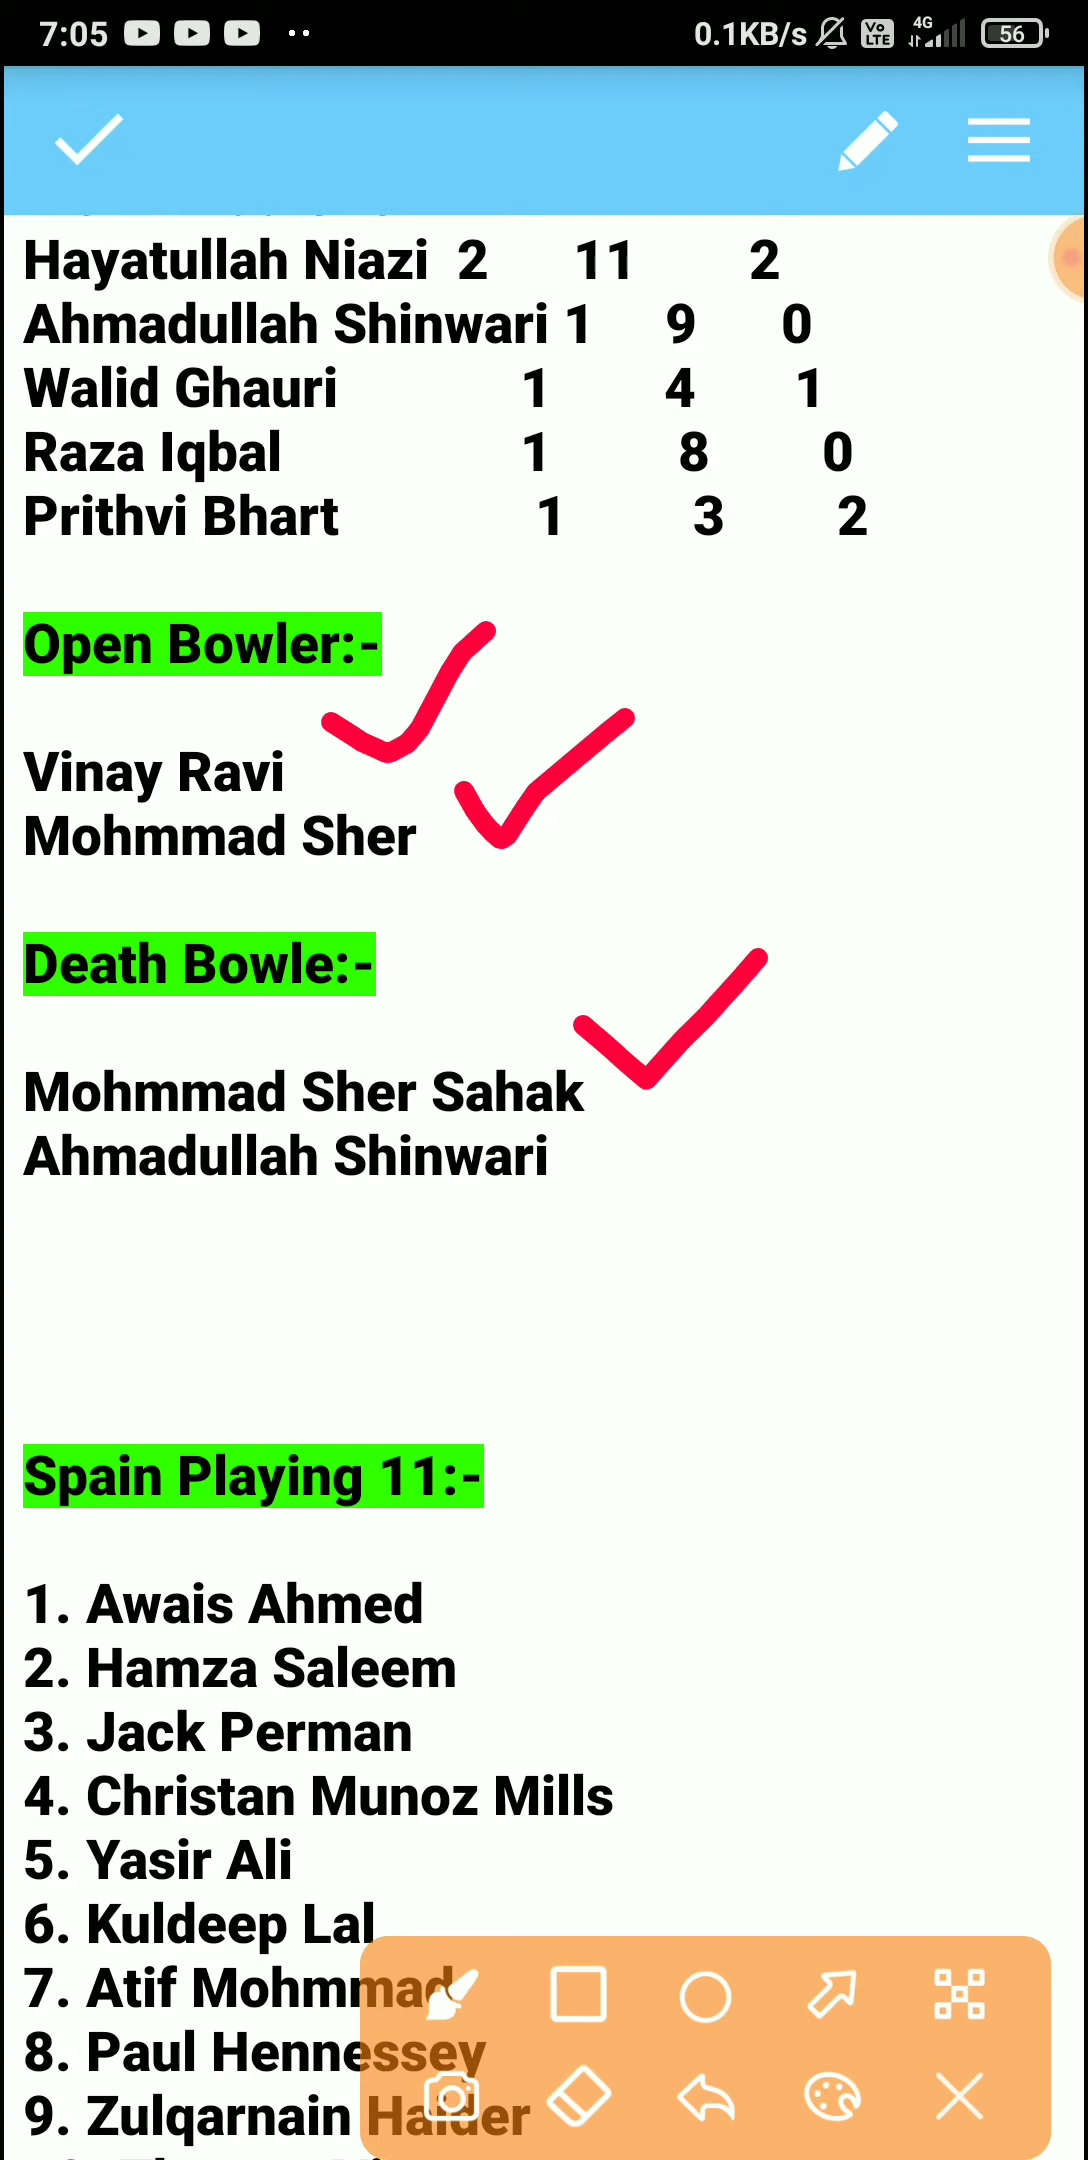 7:05 0.1KB/s Vo LTE 4G 56
Hayatullah Niazi 2 11 2
Ahmadullah Shinwari 1 9 0
Walid Ghauri 1 4 1
Raza Iqbal 1 8 0
Prithvi Bhart 1 3 2
Open Bowler:-
Vinay Ravi
Mohmmad Sher
Death Bowle:-
Mohmmad Sher Sahak
Ahmadullah Shinwari
Spain Playing 11:-
1. Awais Ahmed
2. Hamza Saleem
3. Jack Perman
4. Christan Munoz Mills
5. Yasir Ali
6. Kuldeep Lal
7. Atif Mohmmad
8. Paul Hennessey
9. Zulqarnain Haider